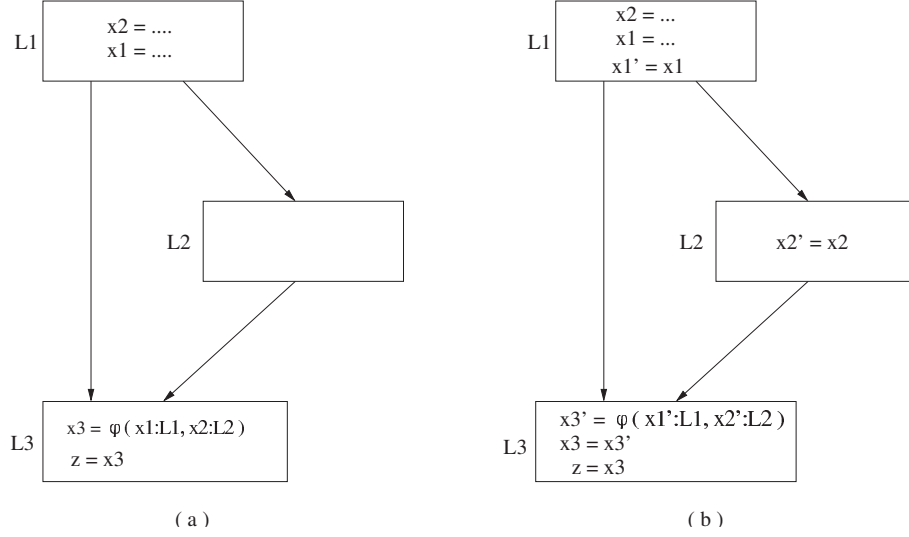 x2 = ....
L1
x1 = ....
L2
x3 = φ ( x1:L1, x2:L2 )
L3
z = x3
( a )
x2 = ...
L1
x1 = ...
x1’ = x1
L2
x2’ = x2
x3’ = φ ( x1’:L1, x2’:L2 )
L3
x3 = x3’
z = x3
( b )